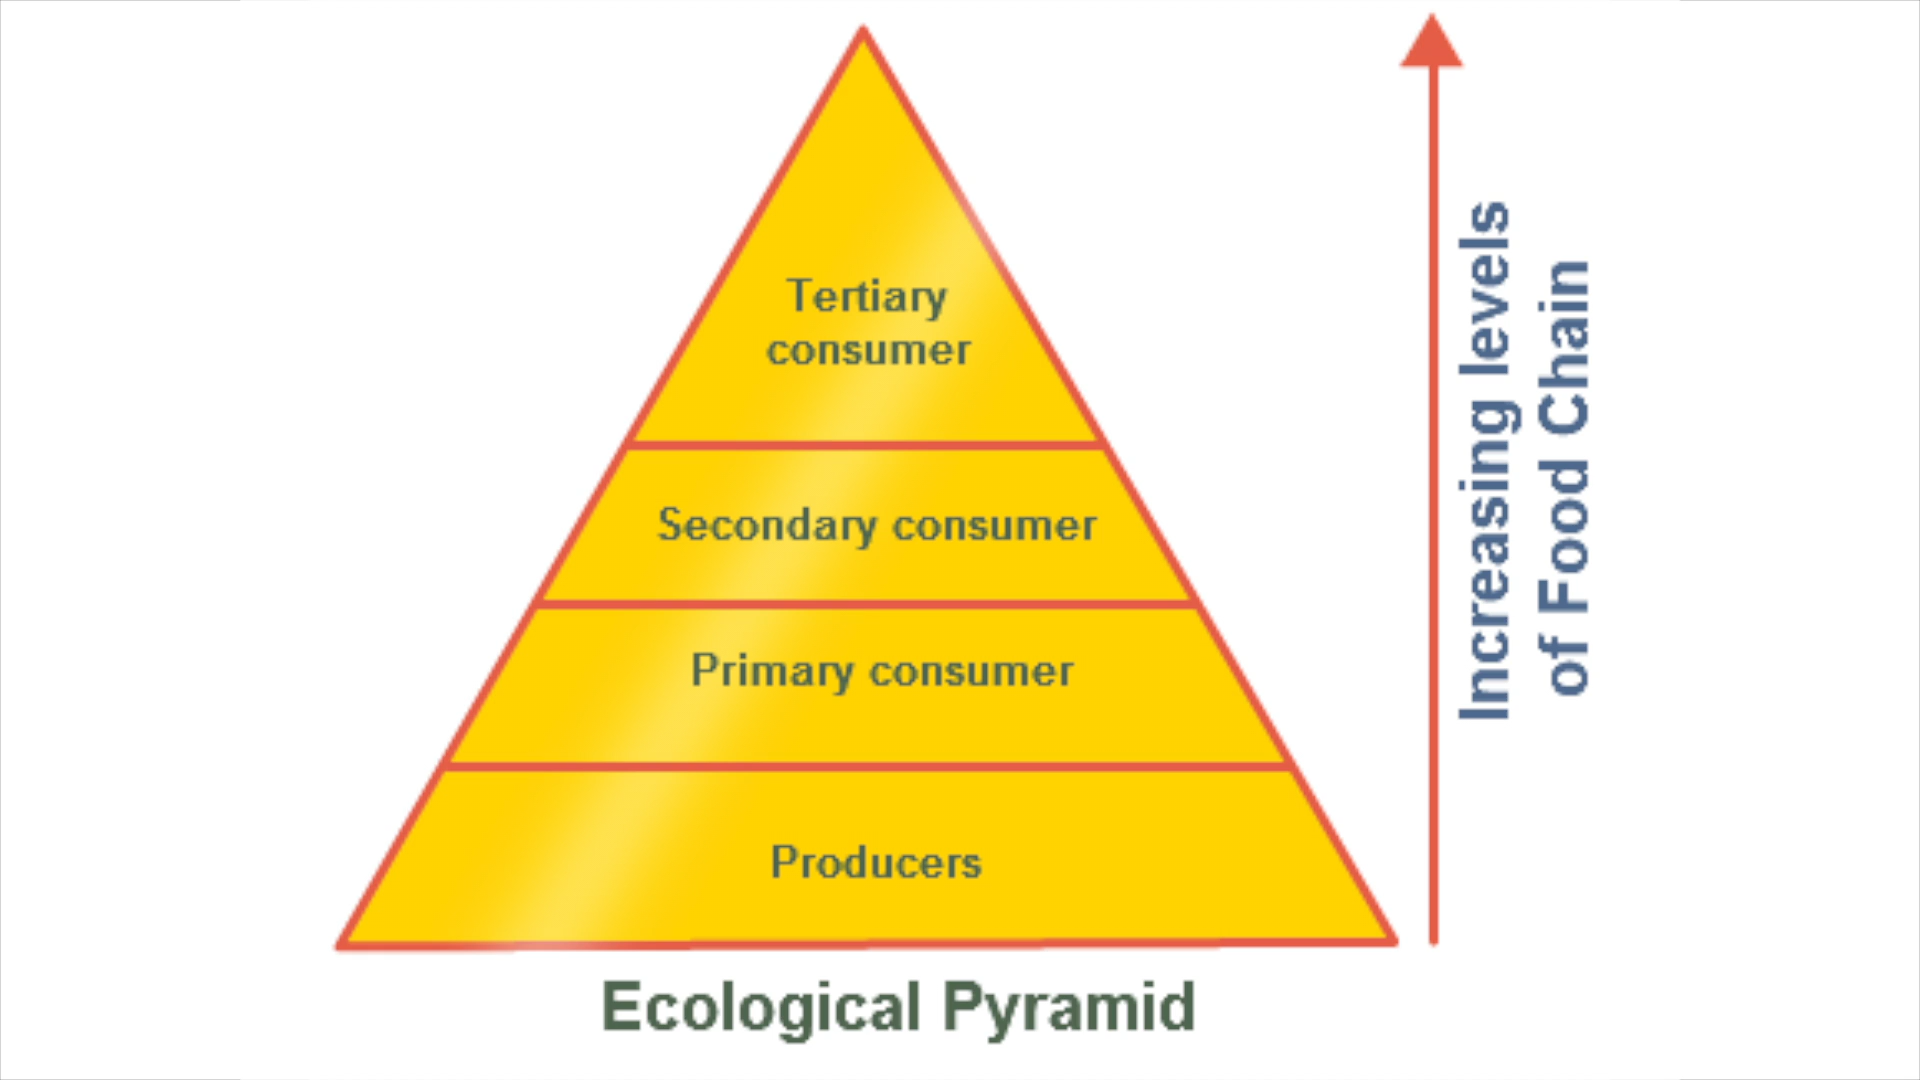 Tertiary
consumer
Secondary consumer
Primary consumer
Producers
Ecological Pyramid
Increasing levels
of Food Chain